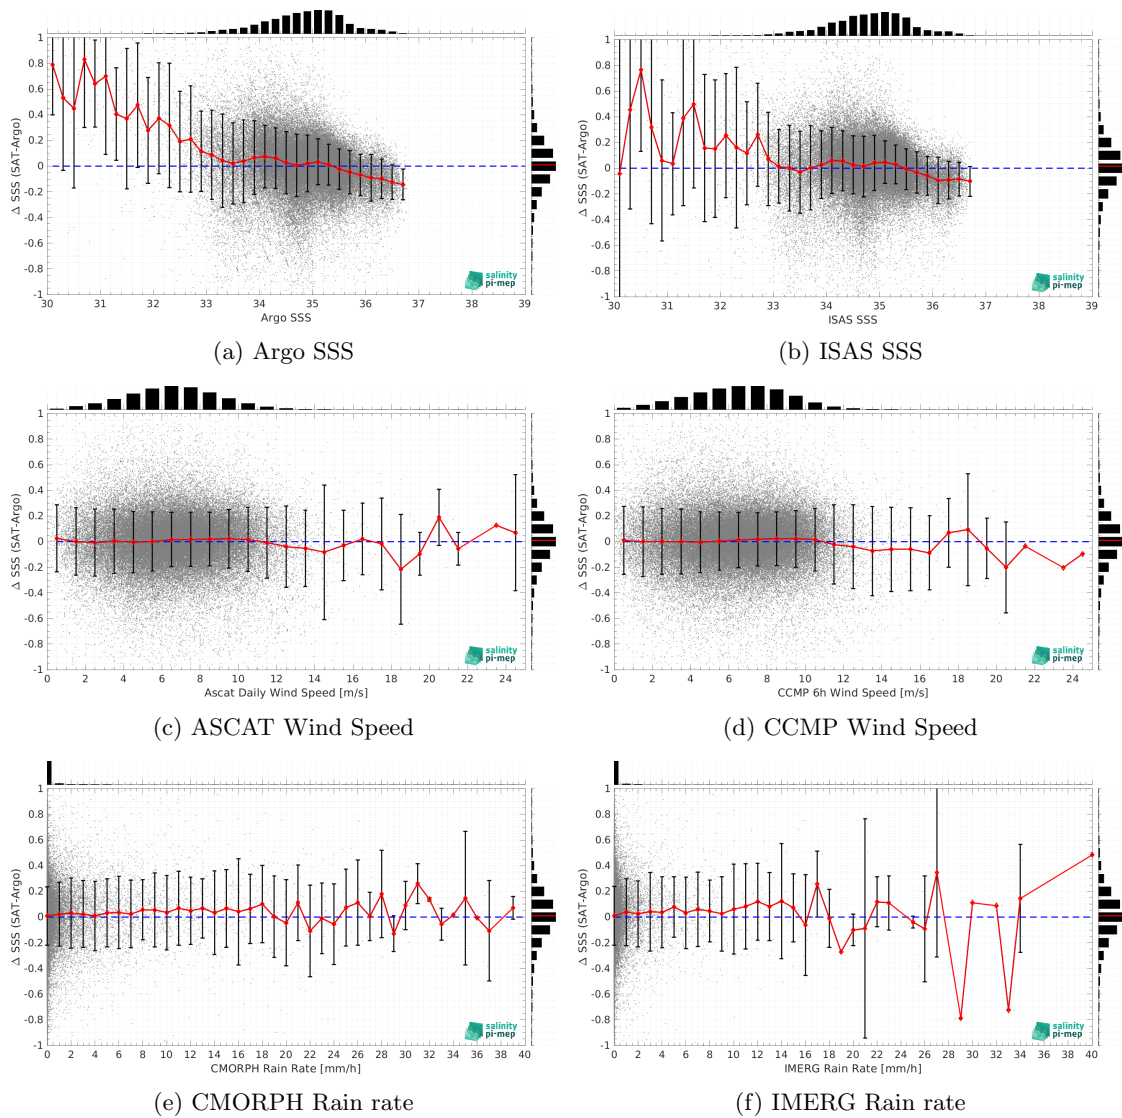 1
0.8
0.6
0.4
0.2
0
-0.2
-0.4
-0.6
-0.8
-1
Δ SSS (SAT-Argo)
30 31 32 33 34 35 36 37 38 39
Argo SSS
salinity
pi-mep
(a) Argo SSS
1
0.8
0.6
0.4
0.2
0
-0.2
-0.4
-0.6
-0.8
-1
Δ SSS (SAT-Argo)
30 31 32 33 34 35 36 37 38 39
ISAS SSS
salinity
pi-mep
(b) ISAS SSS
1
0.8
0.6
0.4
0.2
0
-0.2
-0.4
-0.6
-0.8
-1
Δ SSS (SAT-Argo)
0 2 4 6 8 10 12 14 16 18 20 22 24
Ascat Daily Wind Speed [m/s]
salinity
pi-mep
(c) ASCAT Wind Speed
1
0.8
0.6
0.4
0.2
0
-0.2
-0.4
-0.6
-0.8
-1
Δ SSS (SAT-Argo)
0 2 4 6 8 10 12 14 16 18 20 22 24
CCMP 6h Wind Speed [m/s]
salinity
pi-mep
(d) CCMP Wind Speed
1
0.8
0.6
0.4
0.2
0
-0.2
-0.4
-0.6
-0.8
-1
Δ SSS (SAT-Argo)
0 2 4 6 8 10 12 14 16 18 20 22 24 26 28 30 32 34 36 38 40
CMORPH Rain Rate [mm/h]
salinity
pi-mep
(e) CMORPH Rain rate
1
0.8
0.6
0.4
0.2
0
-0.2
-0.4
-0.6
-0.8
-1
Δ SSS (SAT-Argo)
0 2 4 6 8 10 12 14 16 18 20 22 24 26 28 30 32 34 36 38 40
IMERG Rain Rate [mm/h]
salinity
pi-mep
(f) IMERG Rain rate